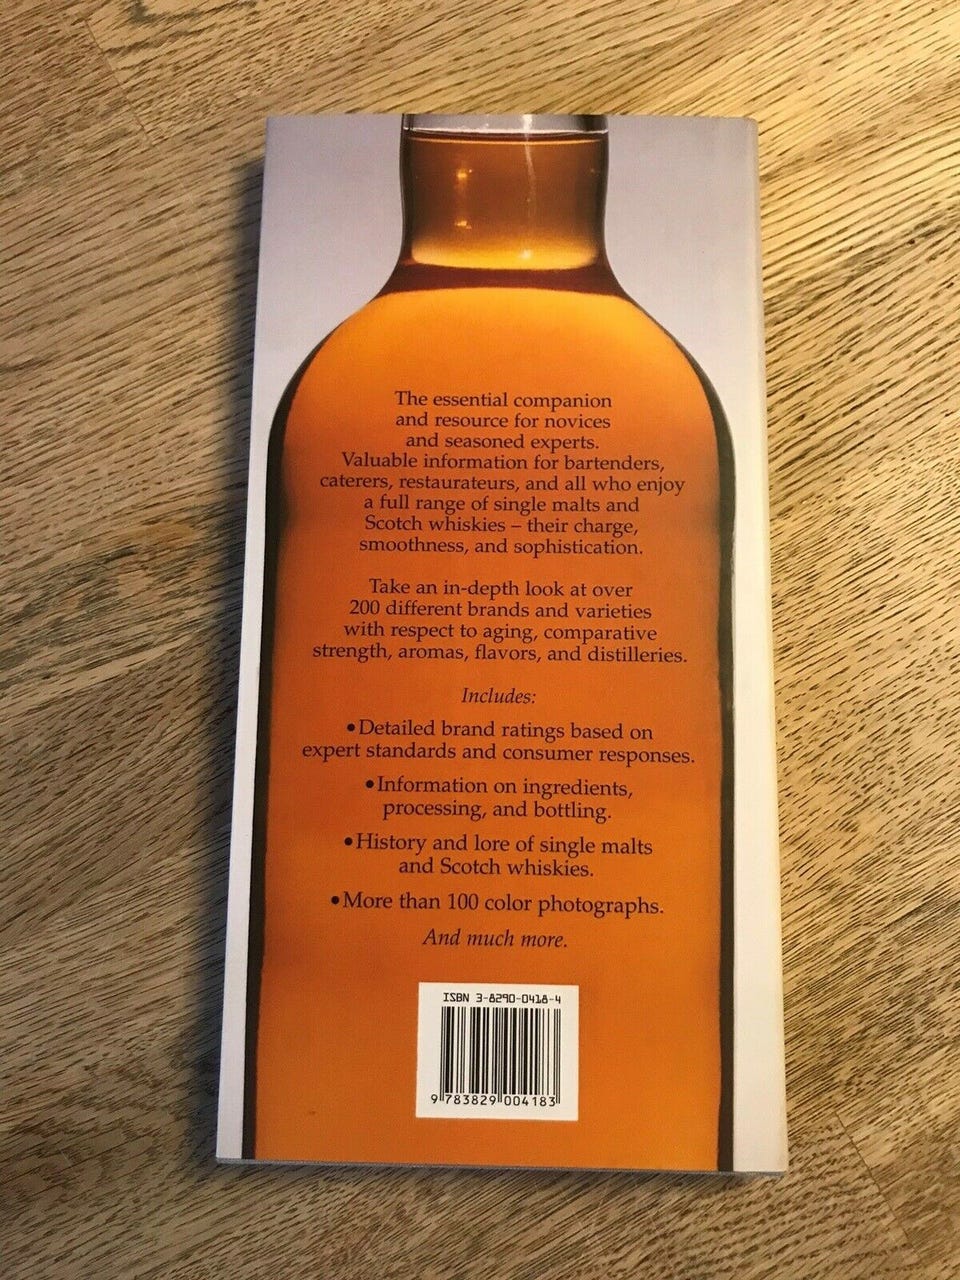 The essential companion
and resource for novices
and seasoned experts.
Valuable information for bartenders,
caterers, restaurateurs, and all who enjoy
a full range of single malts and
Scotch whiskies – their charge,
smoothness, and sophistication.
Take an in-depth look at over
200 different brands and varieties
with respect to aging, comparative
strength, aromas, flavors, and distilleries.
Includes:
•Detailed brand ratings based on
expert standards and consumer responses.
•Information on ingredients,
processing, and bottling.
•History and lore of single malts
and Scotch whiskies.
•More than 100 color photographs.
And much more.
ISBN 3-8290-0418-4
9 783829 004183